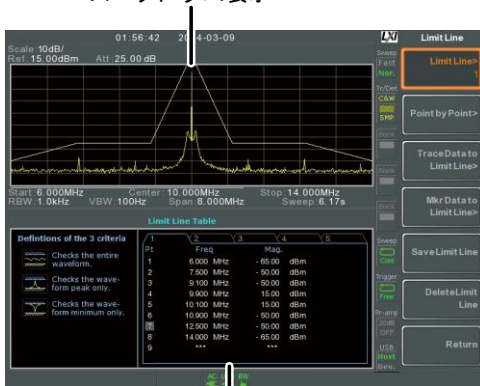 01:56:42 2014-03-09
Scale:10dB/
Ref:15.00dBm Att:25.00 dB
Start:6.000MHz Center:10.000MHz Stop:14.000MHz
RBW:1.0kHz VBW:100Hz Span:8.000MHz Sweep:6.17s
Limit Line Table
Defintions of the 3 criteria
Checks the entire
waveform.
Checks the wave-
form peak only.
Checks the wave-
form minimum only.
1 2 3 4 5
Pt Freq Mag.
1 6.000 MHz - 65.00 dBm
2 7.500 MHz - 50.00 dBm
3 9.100 MHz - 50.00 dBm
4 9.900 MHz 15.00 dBm
5 10.100 MHz 15.00 dBm
6 10.900 MHz - 50.00 dBm
7 12.500 MHz - 50.00 dBm
8 14.000 MHz - 65.00 dBm
9 *** ***
AC BW
LXI
Sweep
Fast
Nor.
Tr/Det
C&W
SMP
Blank
Blank
Blank
Sweep
Cont
Trigger
Free
Pr-amp
20dB
OFF
USB
Host
Dev.
Limit Line
Limit Line>
1
Point by Point>
Trace Data to
Limit Line>
Mkr Data to
Limit Line>
Save Limit Line
Delete Limit
Line
Return